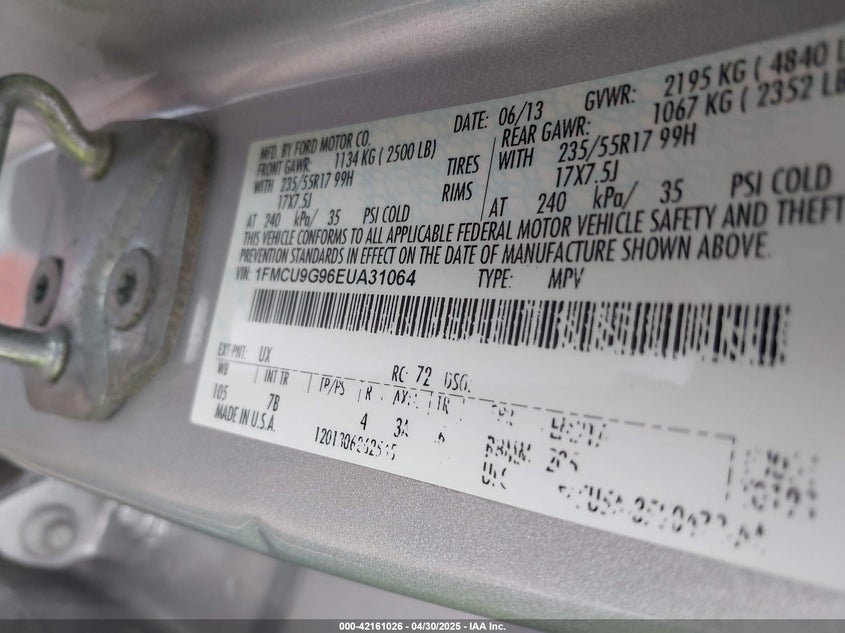 MFD. BY FORD MOTOR CO.
DATE: 06/13 GVWR: 2195 KG ( 4840 L
FRONT GAWR: 1134 KG ( 2500 LB)
REAR GAWR: 1067 KG ( 2352 LB
WITH 235/55R17 99H TIRES WITH 235/55R17 99H
17X7.5J RIMS 17X7.5J
AT 240 kPa/ 35 PSI COLD AT 240 kPa/ 35 PSI COLD
THIS VEHICLE CONFORMS TO ALL APPLICABLE FEDERAL MOTOR VEHICLE SAFETY AND THEFT
PREVENTION STANDARDS IN EFFECT ON THE DATE OF MANUFACTURE SHOWN ABOVE.
VIN: 1FMCU9G96EUA31064 TYPE: MPV
EXT PNT: UX RC: 72 DSO:
WB INT TR TP/PS R AX TR
105 7B 4 3A 6
MADE IN U.S.A.
000-42161026 - 04/30/2025 - IAA Inc.